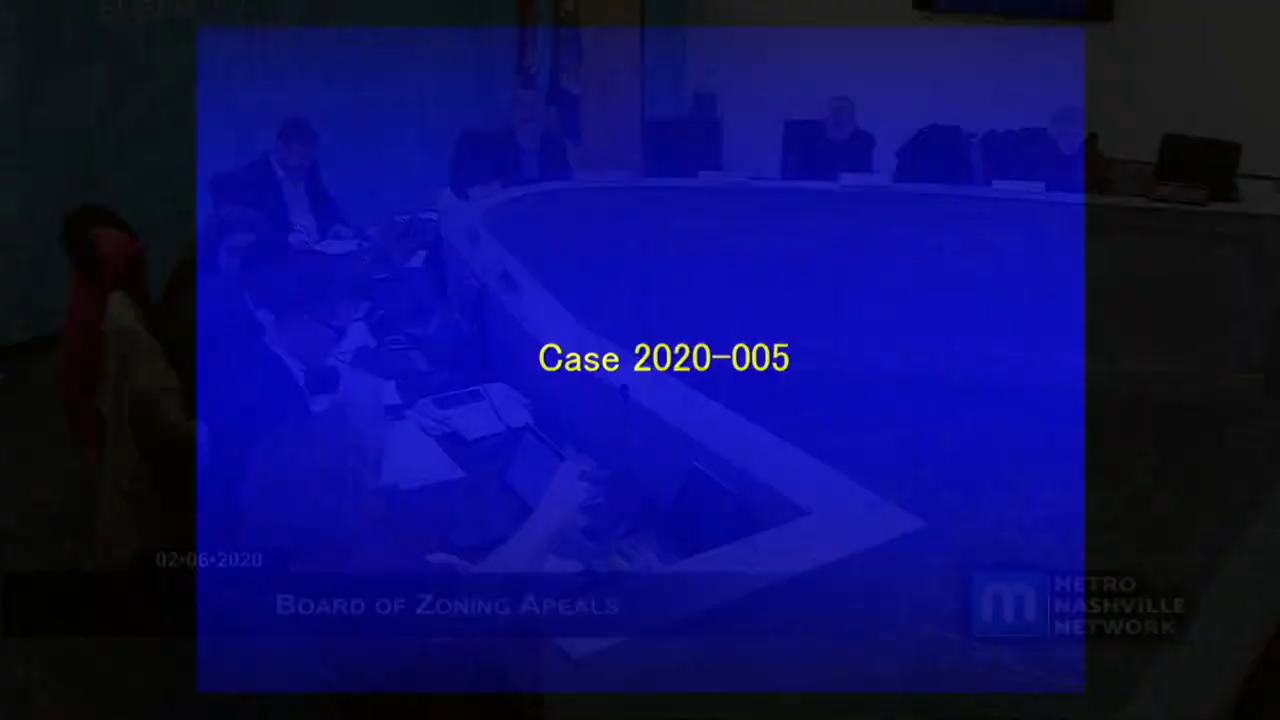 Case 2020-005
02•06•2020
BOARD OF ZONING APEALS
METRO
NASHVILLE
NETWORK